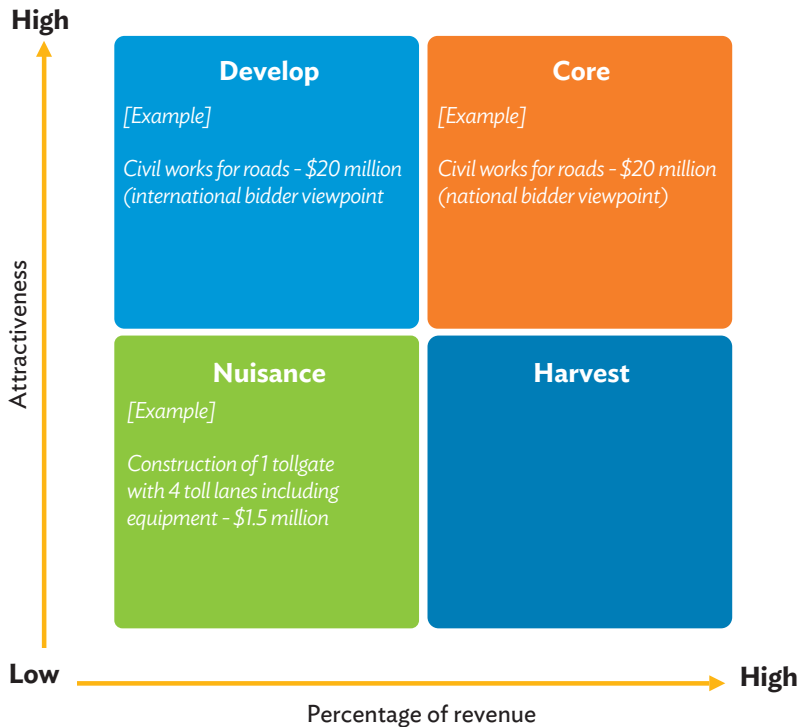 High
Develop
[Example]
Civil works for roads - $20 million
(international bidder viewpoint
Core
[Example]
Civil works for roads - $20 million
(national bidder viewpoint)
Attractiveness
Nuisance
[Example]
Construction of 1 tollgate
with 4 toll lanes including
equipment - $1.5 million
Harvest
Low
High
Percentage of revenue